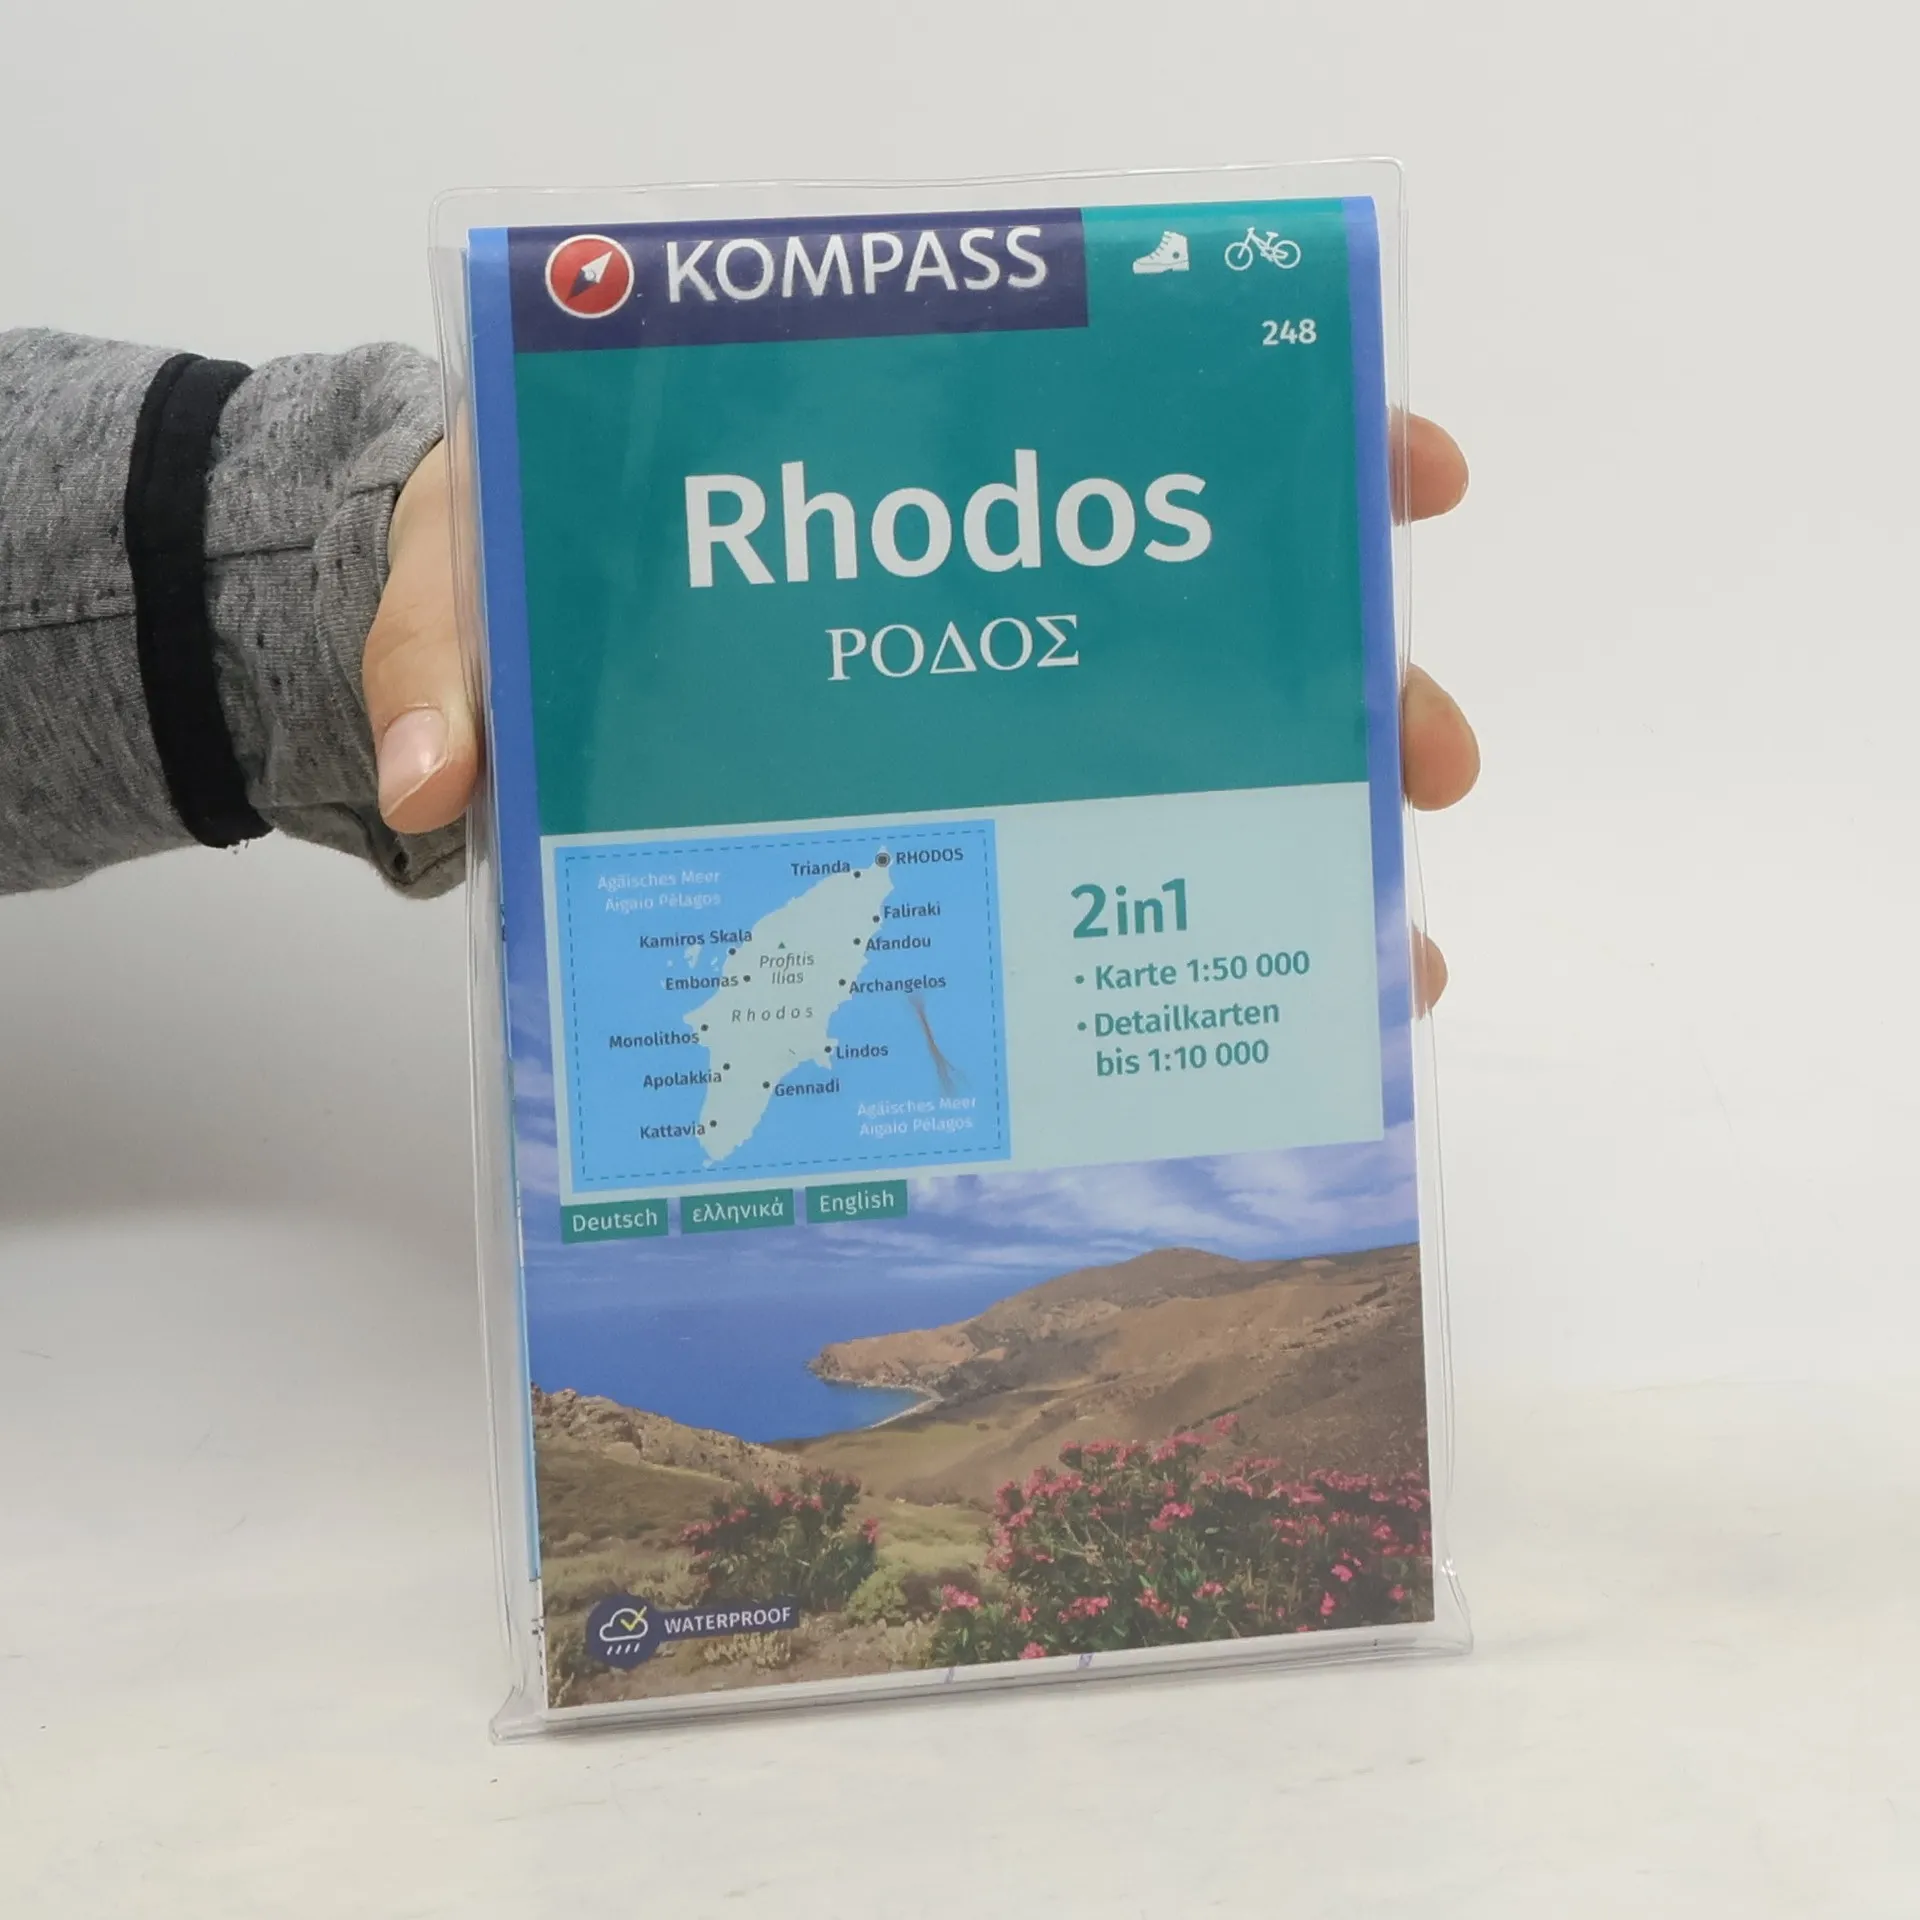 KOMPASS
248
Rhodos
ΡΟΔΟΣ
Ägäisches Meer
Aigaio Pélagos
Trianda
RHODOS
Faliraki
Kamiros Skala
Afandou
Profitis
Ilias
Embonas
Archangelos
Rhodos
Monolithos
Lindos
Apolakkia
Gennadi
Ägäisches Meer
Aigaio Pélagos
Kattavia
2in1
• Karte 1:50 000
• Detailkarten
bis 1:10 000
Deutsch
ελληνικά
English
WATERPROOF